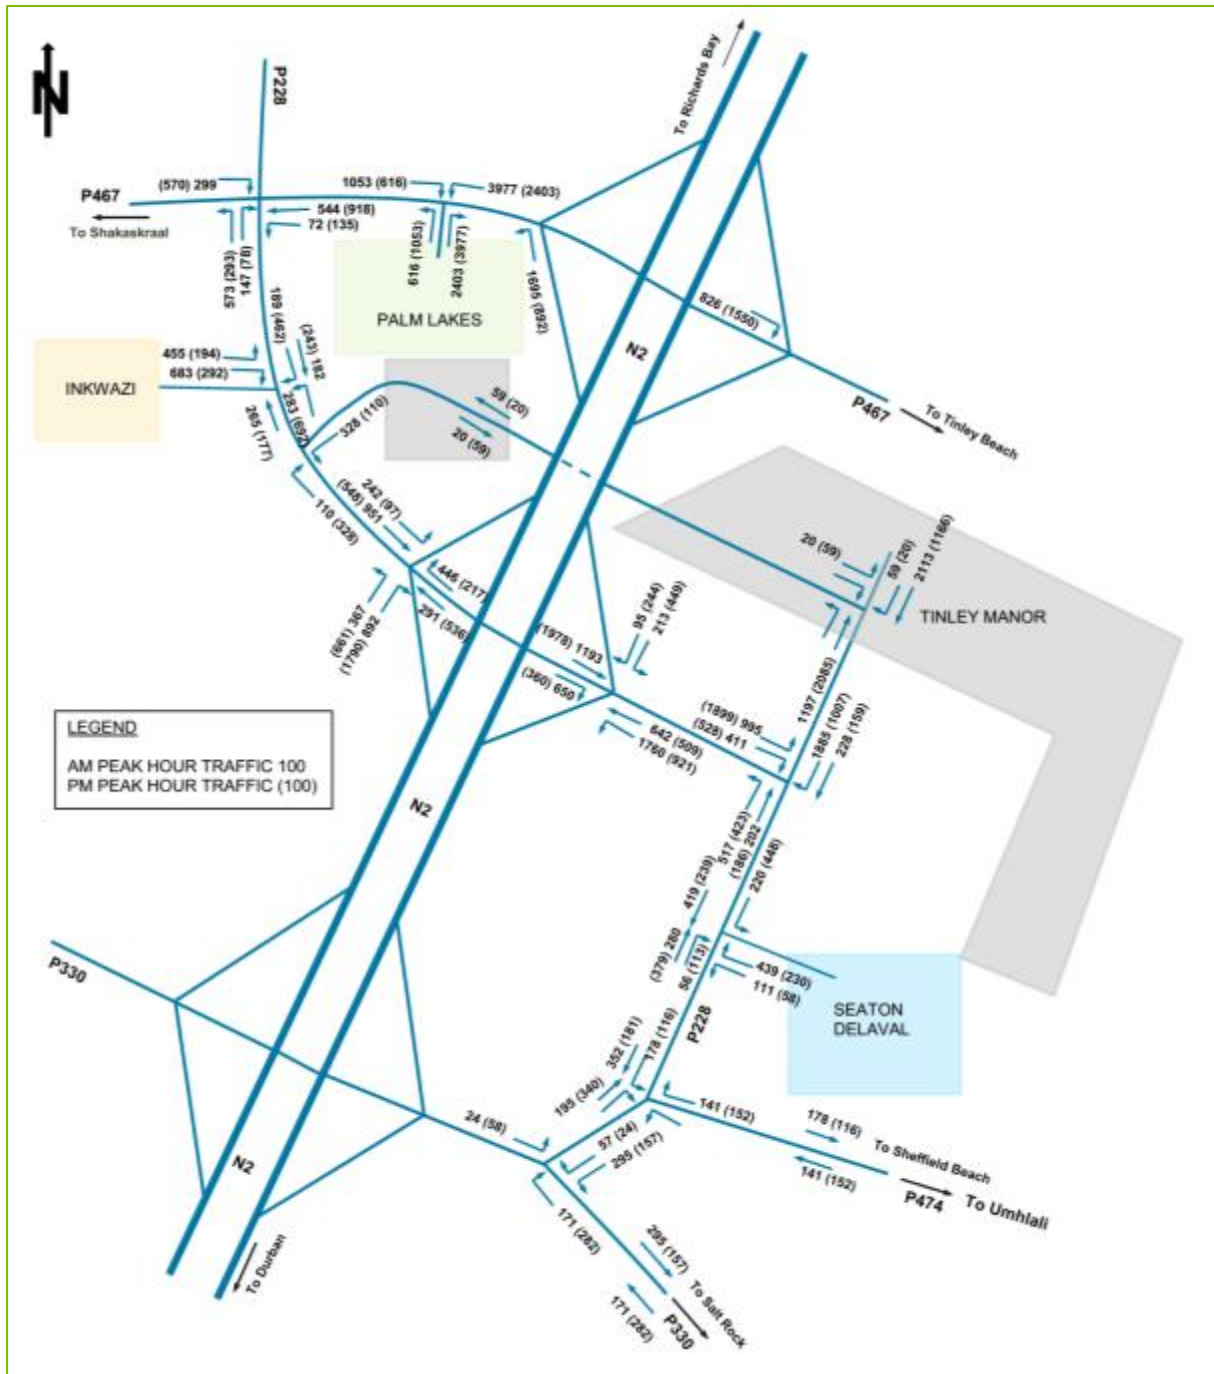 N
P228
To Richards Bay
(570) 299
1053 (616)
3977 (2403)
P467
To Shakaskraal
544 (918)
72 (135)
573 (293)
147 (78)
616 (1053)
2403 (3977)
1695 (892)
826 (1550)
PALM LAKES
N2
189 (462)
(243) 182
455 (194)
683 (292)
INKWAZI
283 (692)
265 (177)
328 (110)
59 (20)
20 (59)
P467
To Tinley Beach
110 (328)
(548) 951
242 (97)
446 (217)
291 (536)
(661) 367
(1790) 892
20 (59)
59 (20)
2113 (1166)
TINLEY MANOR
95 (244)
213 (449)
(1978) 1193
(360) 650
1197 (2085)
(1899) 995
(528) 411
642 (509)
1760 (921)
1885 (1007)
228 (159)
LEGEND
AM PEAK HOUR TRAFFIC 100
PM PEAK HOUR TRAFFIC (100)
N2
517 (423)
(186) 202
220 (448)
419 (239)
(379) 280
56 (113)
439 (230)
111 (58)
SEATON
DELAVAL
P330
P228
352 (181)
178 (116)
195 (340)
24 (58)
57 (24)
295 (157)
141 (152)
178 (116)
To Sheffield Beach
141 (152)
P474
To Umhlali
N2
To Durban
171 (282)
295 (157)
To Salt Rock
171 (282)
P330